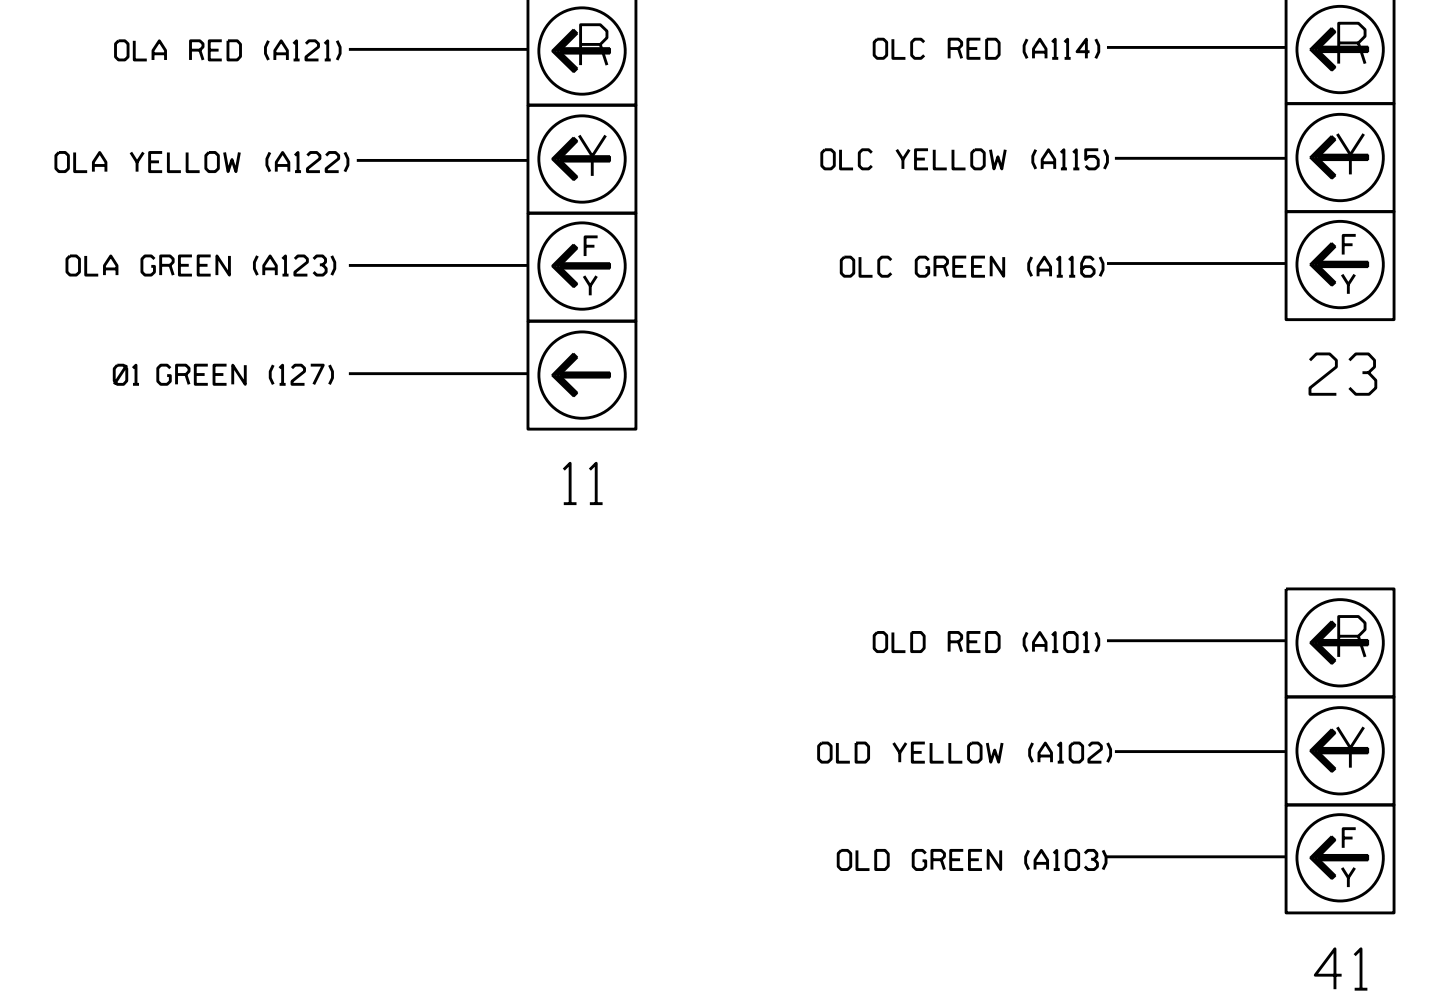 OLA RED (A121)
R
OLA YELLOW (A122)
Y
OLA GREEN (A123)
F
Y
Ø1 GREEN (127)
11
OLC RED (A114)
R
OLC YELLOW (A115)
Y
OLC GREEN (A116)
F
Y
23
OLD RED (A101)
R
OLD YELLOW (A102)
Y
OLD GREEN (A103)
F
Y
41